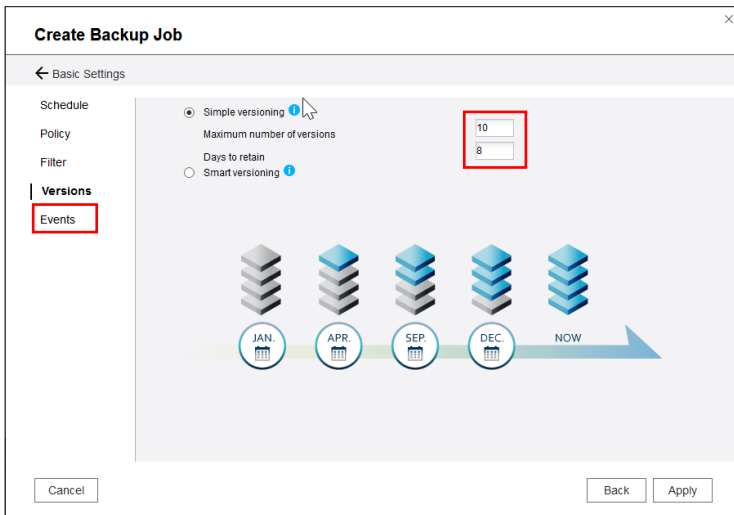 Create Backup Job
Basic Settings
Schedule
Policy
Filter
Versions
Events
Simple versioning
Maximum number of versions
10
Days to retain
8
Smart versioning
JAN.
APR.
SEP.
DEC.
NOW
Cancel
Back
Apply